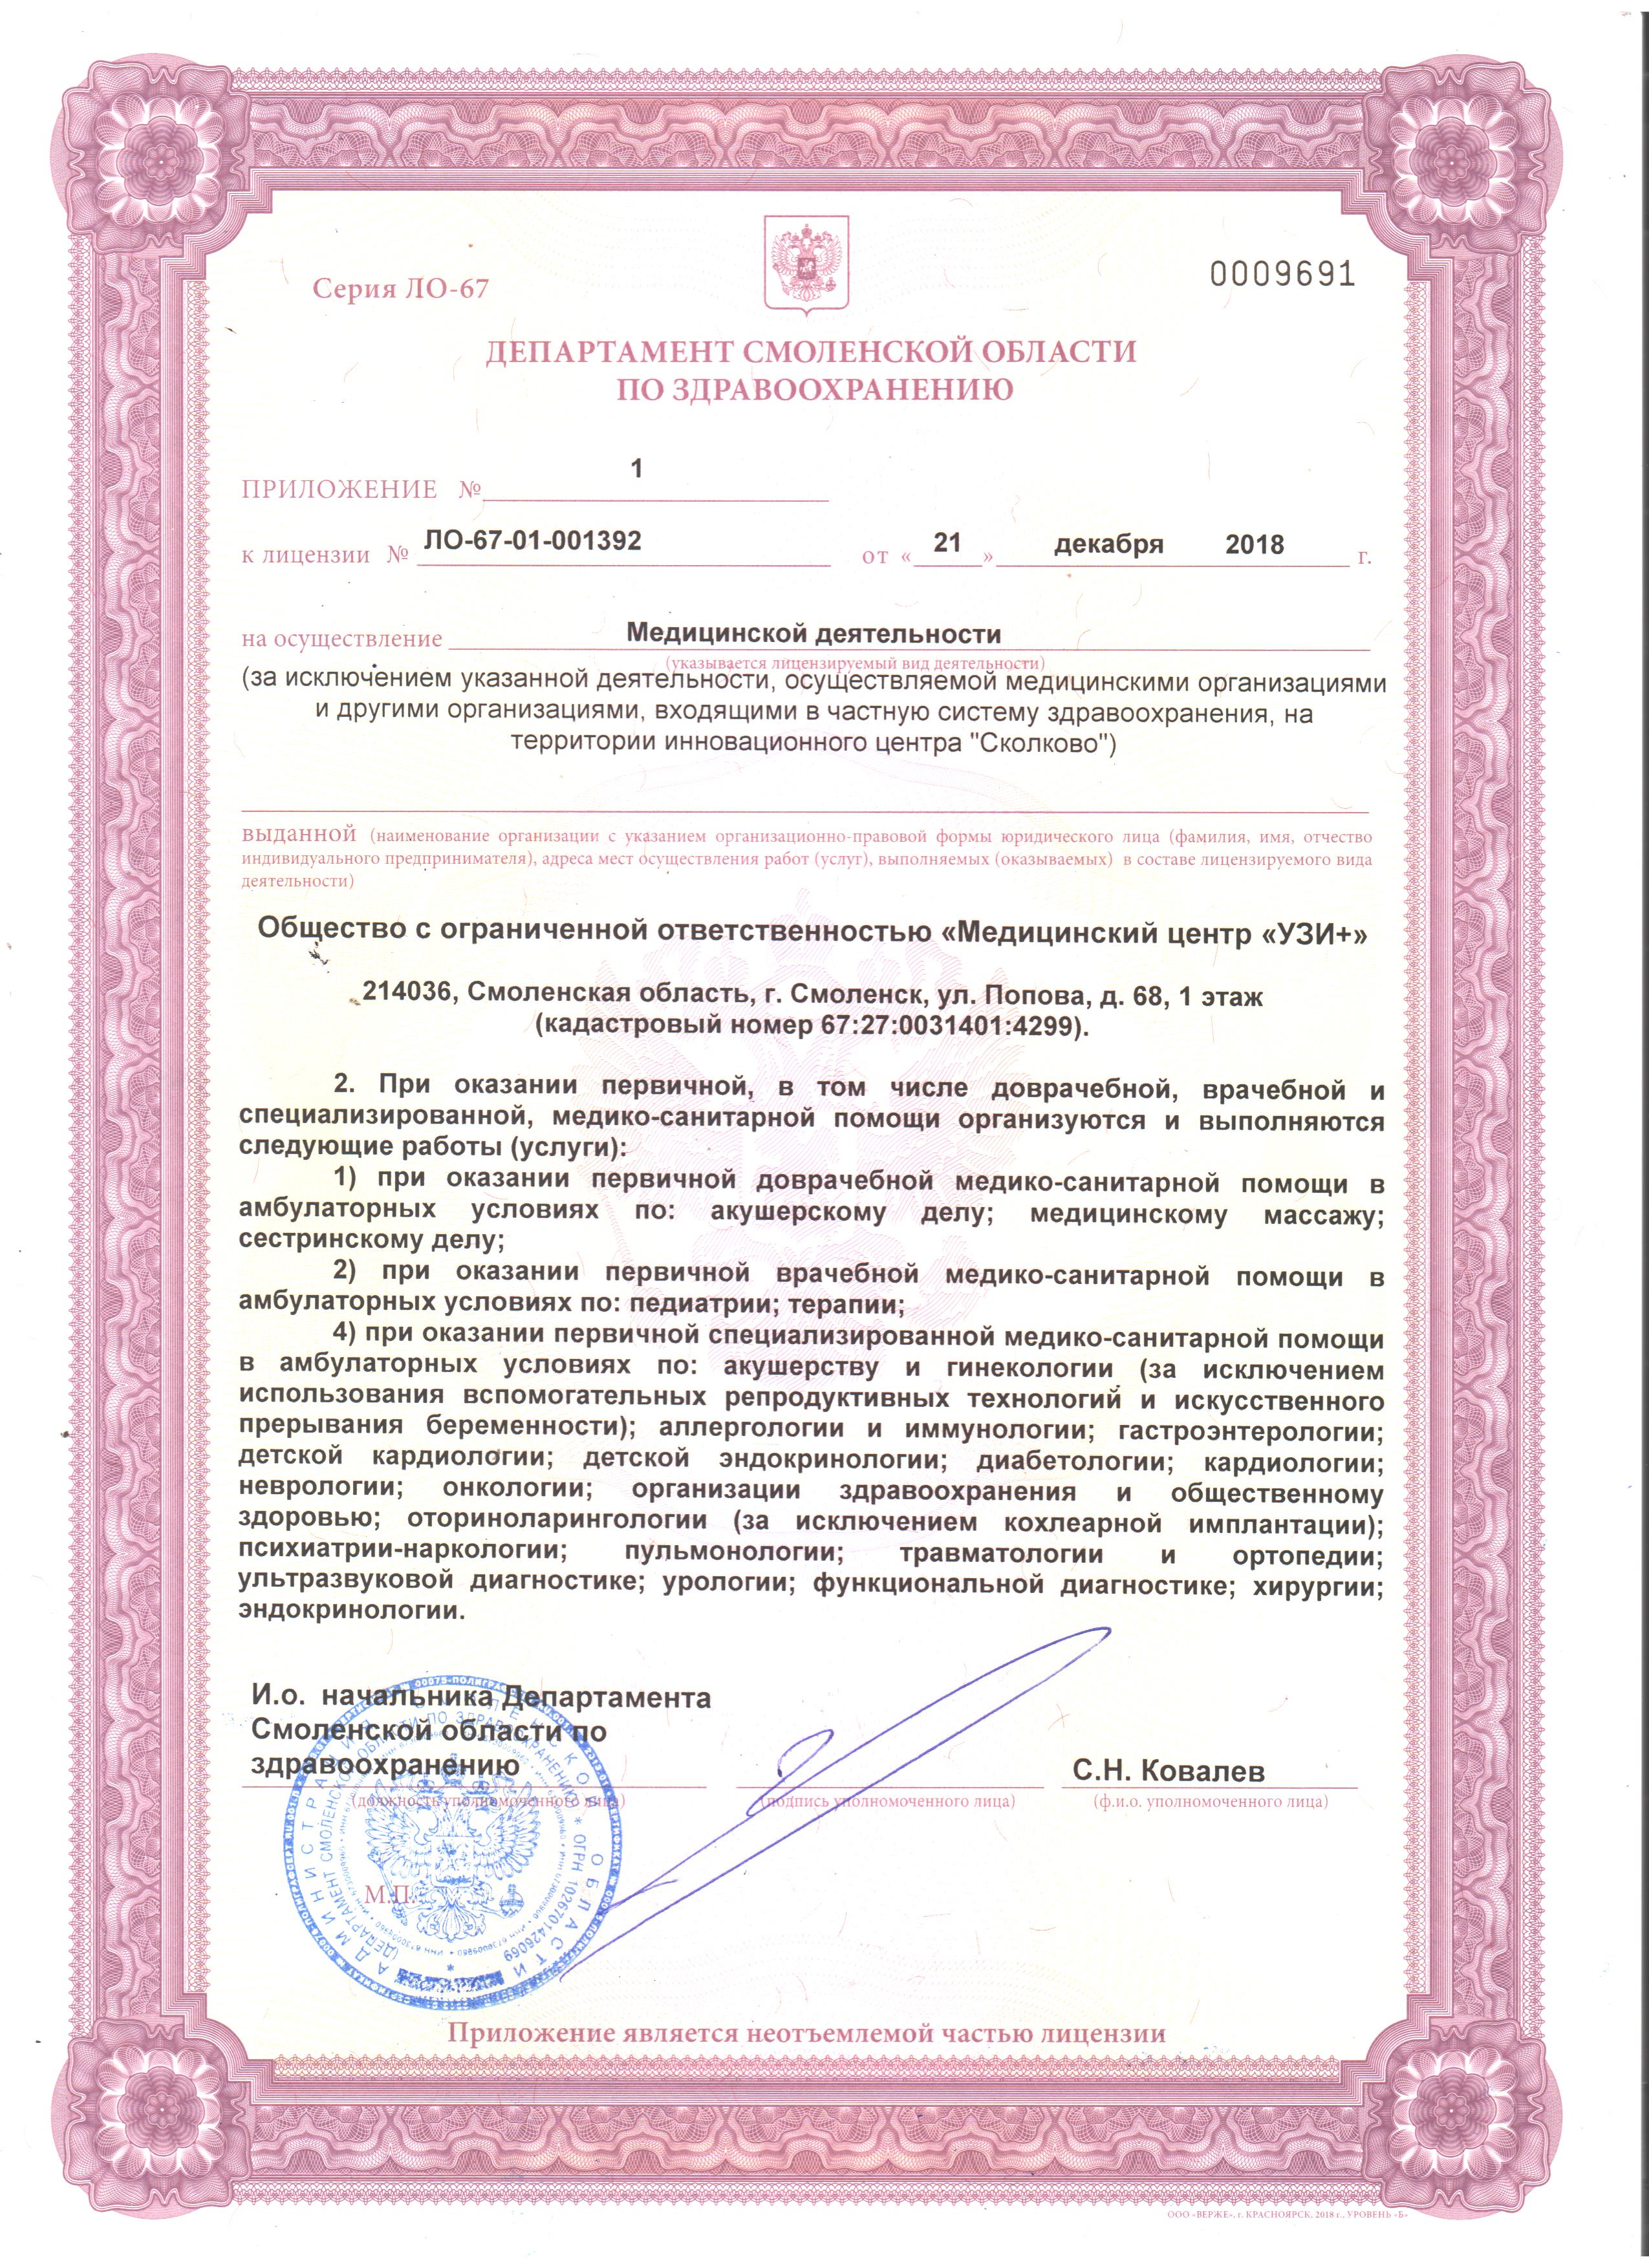 Серия ЛО-67
0009691
ДЕПАРТАМЕНТ СМОЛЕНСКОЙ ОБЛАСТИ
ПО ЗДРАВООХРАНЕНИЮ
ПРИЛОЖЕНИЕ № 1
к лицензии № ЛО-67-01-001392 от « 21 » декабря 2018 г.
на осуществление Медицинской деятельности
(указывается лицензируемый вид деятельности)
(за исключением указанной деятельности, осуществляемой медицинскими организациями
и другими организациями, входящими в частную систему здравоохранения, на
территории инновационного центра "Сколково")
выданной (наименование организации с указанием организационно-правовой формы юридического лица (фамилия, имя, отчество
индивидуального предпринимателя), адреса мест осуществления работ (услуг), выполняемых (оказываемых) в составе лицензируемого вида
деятельности)
Общество с ограниченной ответственностью «Медицинский центр «УЗИ+»
214036, Смоленская область, г. Смоленск, ул. Попова, д. 68, 1 этаж
(кадастровый номер 67:27:0031401:4299).
2. При оказании первичной, в том числе доврачебной, врачебной и
специализированной, медико-санитарной помощи организуются и выполняются
следующие работы (услуги):
1) при оказании первичной доврачебной медико-санитарной помощи в
амбулаторных условиях по: акушерскому делу; медицинскому массажу;
сестринскому делу;
2) при оказании первичной врачебной медико-санитарной помощи в
амбулаторных условиях по: педиатрии; терапии;
4) при оказании первичной специализированной медико-санитарной помощи
в амбулаторных условиях по: акушерству и гинекологии (за исключением
использования вспомогательных репродуктивных технологий и искусственного
прерывания беременности); аллергологии и иммунологии; гастроэнтерологии;
детской кардиологии; детской эндокринологии; диабетологии; кардиологии;
неврологии; онкологии; организации здравоохранения и общественному
здоровью; оториноларингологии (за исключением кохлеарной имплантации);
психиатрии-наркологии; пульмонологии; травматологии и ортопедии;
ультразвуковой диагностике; урологии; функциональной диагностике; хирургии;
эндокринологии.
И.о. начальника Департамента
Смоленской области по
здравоохранению
С.Н. Ковалев
(должность уполномоченного лица)
(подпись уполномоченного лица)
(ф.и.о. уполномоченного лица)
М.П.
АДМИНИСТРАЦИЯ СМОЛЕНСКОЙ ОБЛАСТИ
(ДЕПАРТАМЕНТ СМОЛЕНСКОЙ ОБЛАСТИ ПО ЗДРАВООХРАНЕНИЮ) * ОГРН 1026701426069
Приложение является неотъемлемой частью лицензии
ООО «ВЕРЖЕ», г. КРАСНОЯРСК, 2018 г., УРОВЕНЬ «Б»